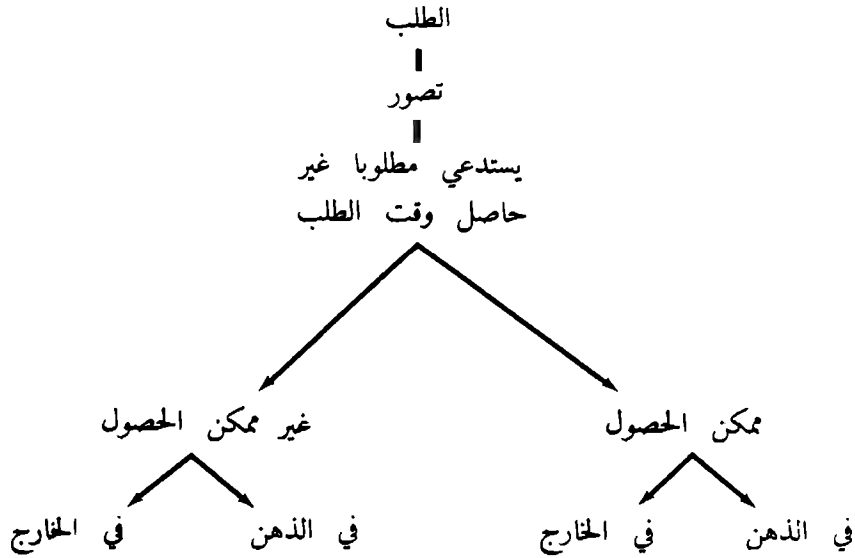 الطلب
تصور
يستدعي مطلوبا غير
حاصل وقت الطلب
ممكن الحصول
غير ممكن الحصول
في الذهن
في الخارج
في الذهن
في الخارج